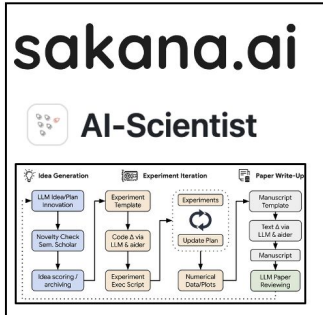 sakana.ai
AI-Scientist
Idea Generation
Experiment Iteration
Paper Write-Up
LLM Idea/Plan
Innovation
Novelty Check
Sem. Scholar
Idea scoring /
archiving
Experiment
Template
Code Δ via
LLM & aider
Experiment
Exec Script
Experiments
Update Plan
Numerical
Data/Plots
Manuscript
Template
Text Δ via
LLM & aider
Manuscript
LLM Paper
Reviewing